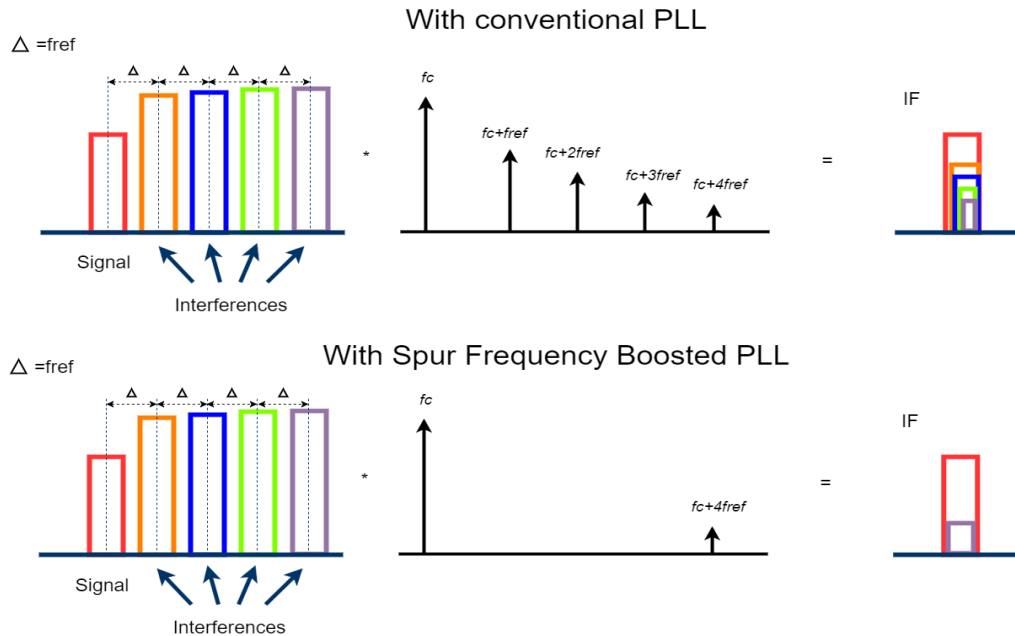 With conventional PLL
△ =fref
△ △ △ △
fc
fc+fref
fc+2fref
fc+3fref
fc+4fref
IF
*
=
Signal
Interferences
With Spur Frequency Boosted PLL
△ =fref
△ △ △ △
fc
fc+4fref
IF
*
=
Signal
Interferences